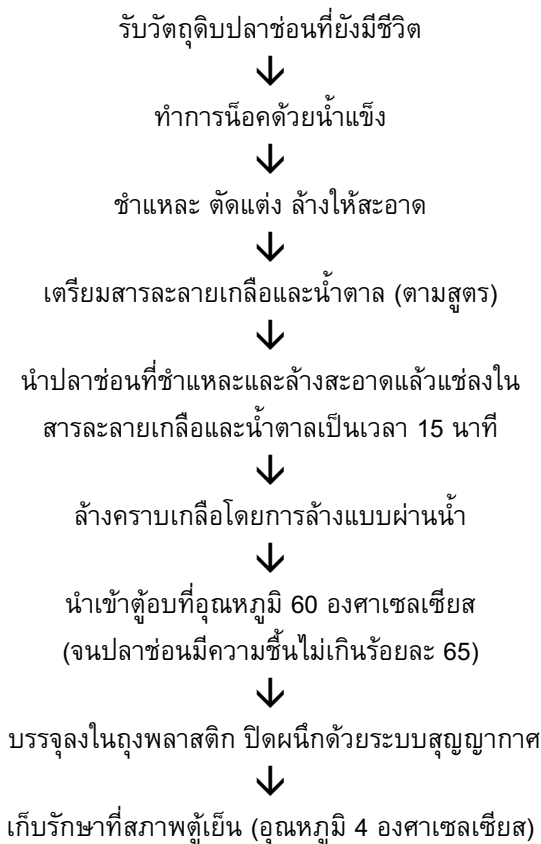 รับวัตถุดิบปลาช่อนที่ยังมีชีวิต
↓
ทำการน็อคด้วยน้ำแข็ง
↓
ชำแหละ ตัดแต่ง ล้างให้สะอาด
↓
เตรียมสารละลายเกลือและน้ำตาล (ตามสูตร)
↓
นำปลาช่อนที่ชำแหละและล้างสะอาดแล้วแช่ลงใน
สารละลายเกลือและน้ำตาลเป็นเวลา 15 นาที
↓
ล้างคราบเกลือโดยการล้างแบบผ่านน้ำ
↓
นำเข้าตู้อบที่อุณหภูมิ 60 องศาเซลเซียส
(จนปลาช่อนมีความชื้นไม่เกินร้อยละ 65)
↓
บรรจุลงในถุงพลาสติก ปิดผนึกด้วยระบบสุญญากาศ
↓
เก็บรักษาที่สภาพตู้เย็น (อุณหภูมิ 4 องศาเซลเซียส)